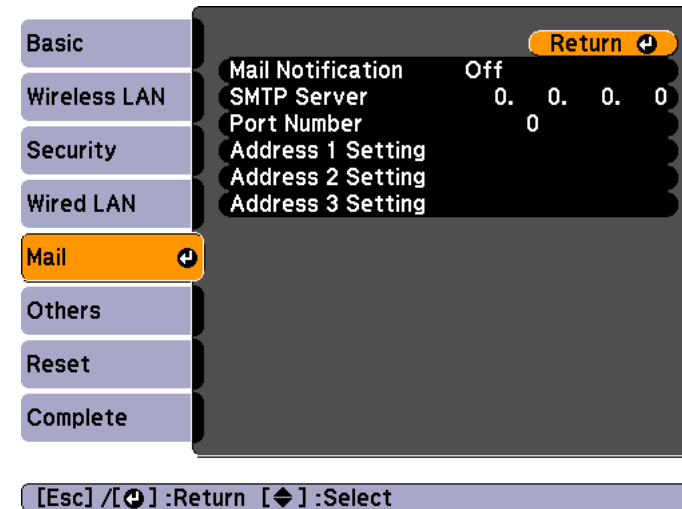 Basic
Wireless LAN
Security
Wired LAN
Mail
Others
Reset
Complete
Return
Mail Notification Off
SMTP Server 0. 0. 0. 0
Port Number 0
Address 1 Setting
Address 2 Setting
Address 3 Setting
[Esc] /[⏎] :Return [◆] :Select